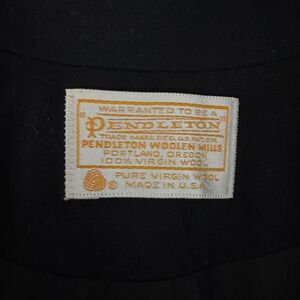 WARRANTED TO BE A
"PENDLETON"
TRADE MARK REG. U.S. PAT. OFF.
PENDLETON WOOLEN MILLS
PORTLAND, OREGON
100% VIRGIN WOOL
PURE VIRGIN WOOL
® MADE IN U.S.A.